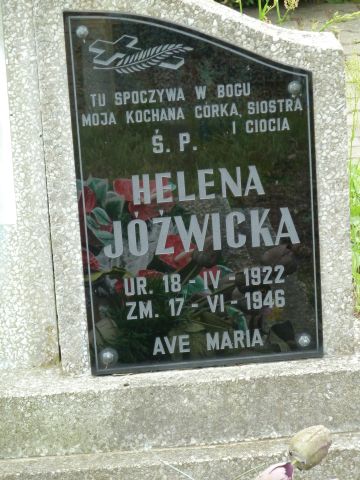 TU SPOCZYWA W BOGU
MOJA KOCHANA CÓRKA, SIOSTRA
I CIOCIA
Ś. P.
HELENA
JÓŹWICKA
UR. 18 - IV - 1922
ZM. 17 - VI - 1946
AVE MARIA